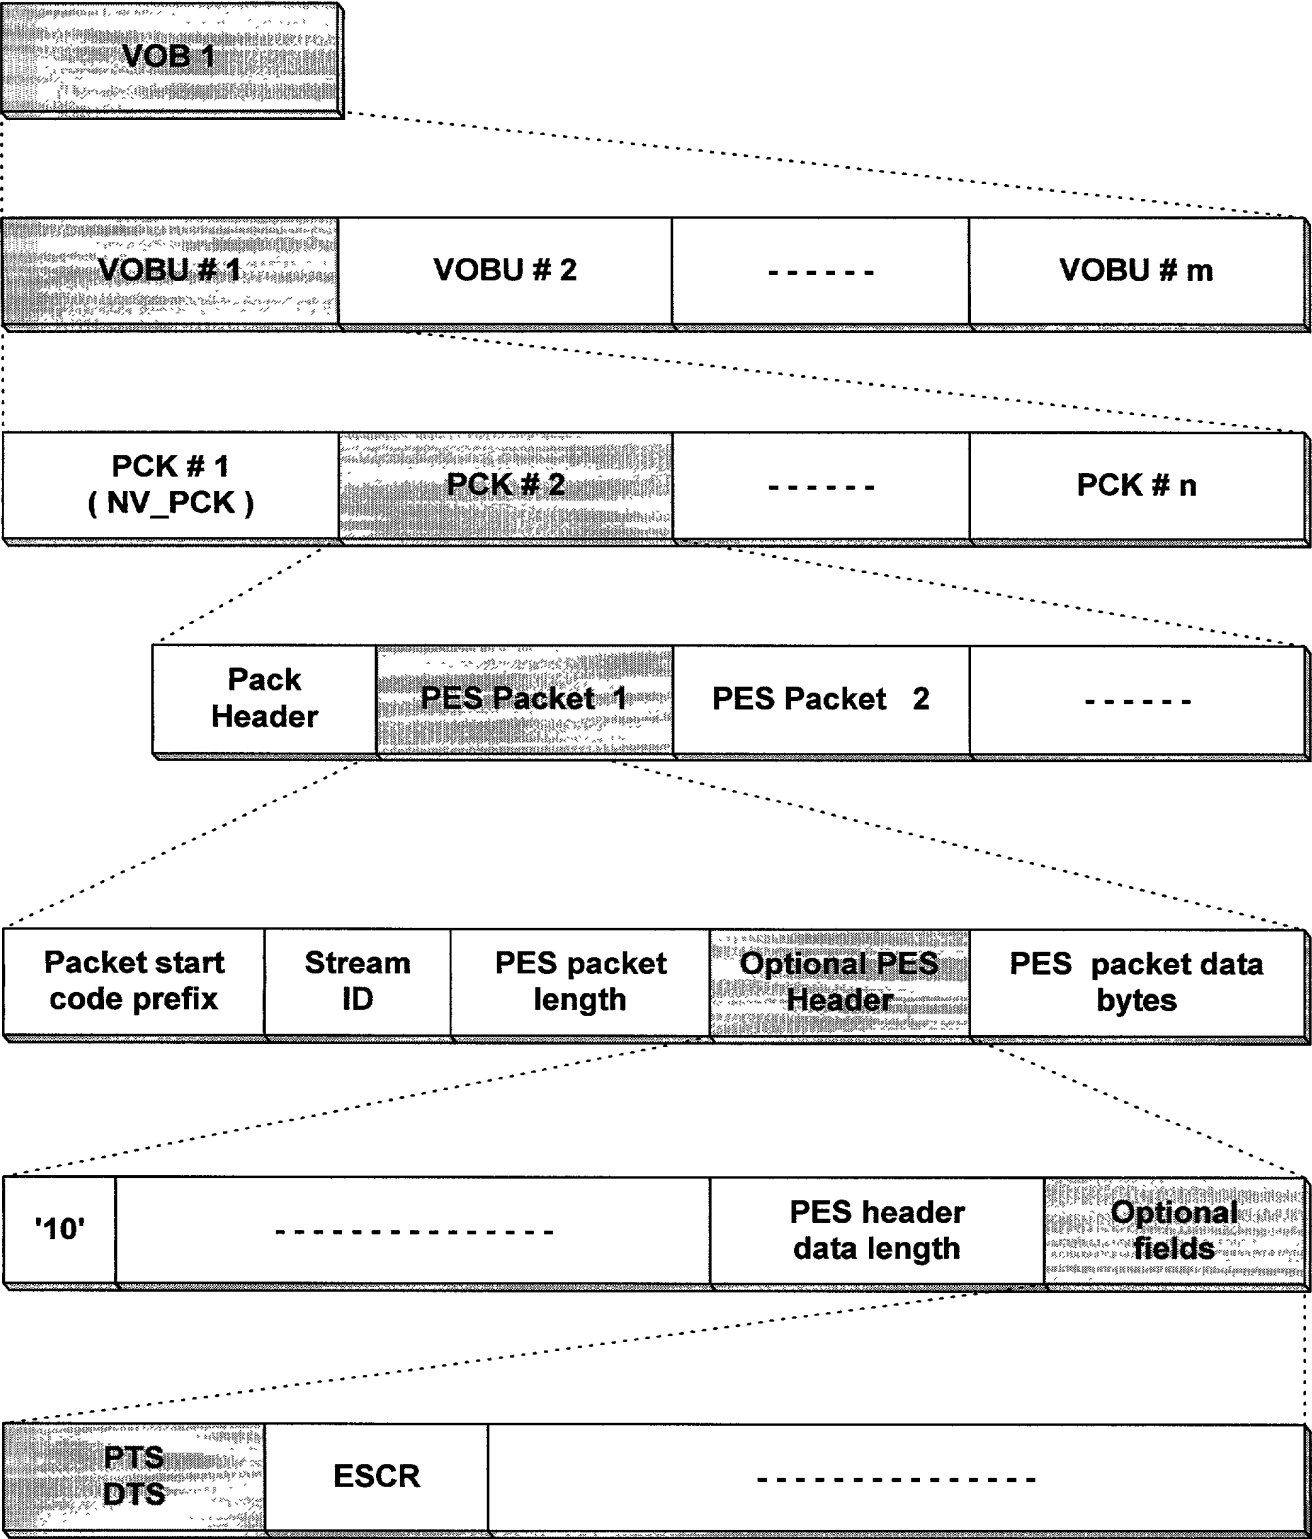 VOB 1
VOBU # 1 VOBU # 2 ------ VOBU # m
PCK # 1
( NV_PCK ) PCK # 2 ------ PCK # n
Pack
Header PES Packet 1 PES Packet 2 ------
Packet start
code prefix
Stream
ID
PES packet
length
Optional PES
Header
PES packet data
bytes
'10' ---------------
PES header
data length
Optional
fields
PTS
DTS
ESCR ---------------